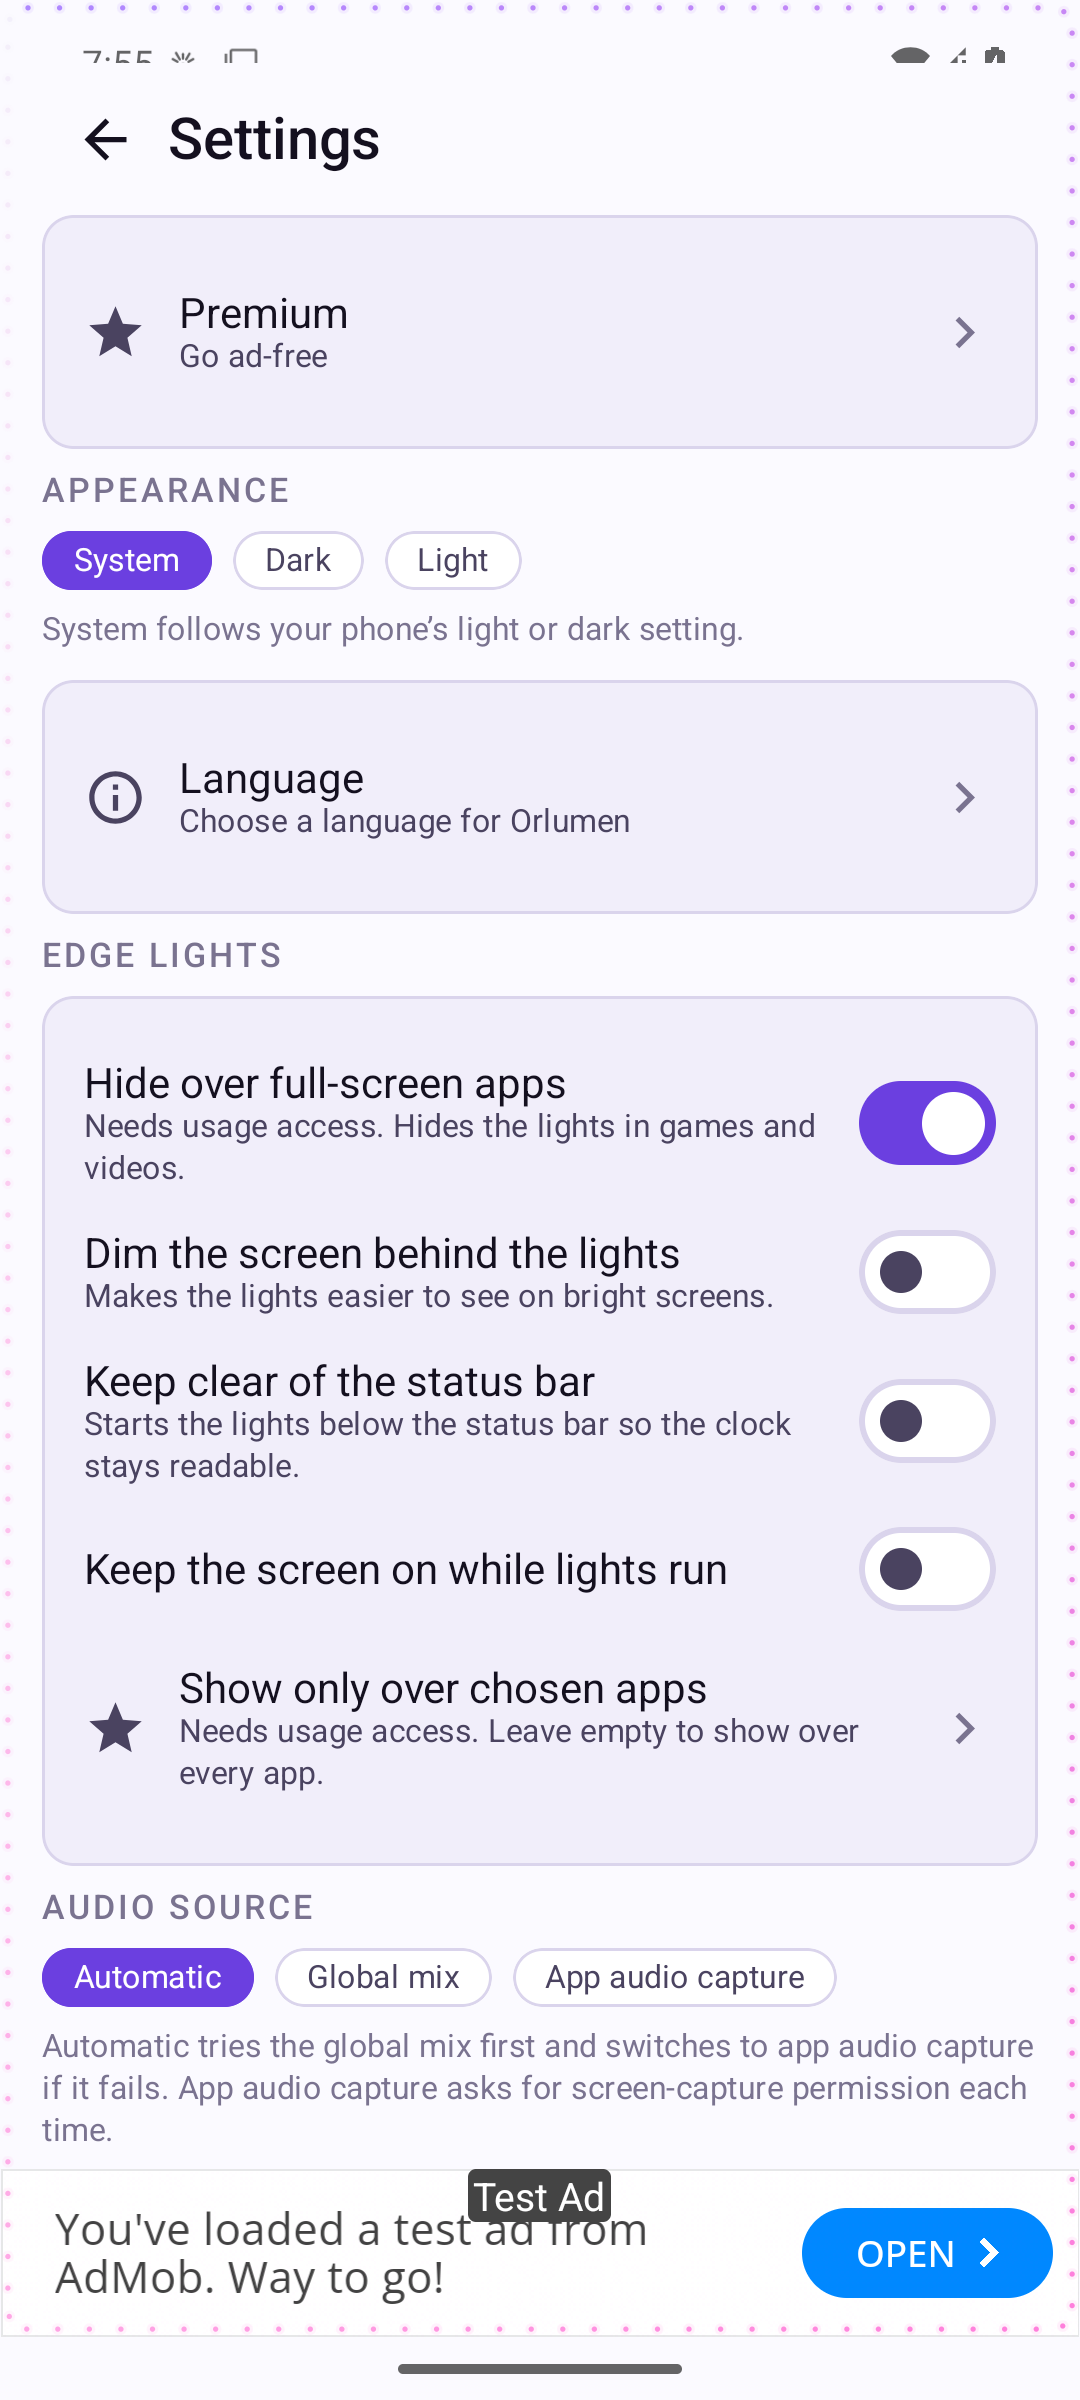 7:55
Settings
Premium
Go ad-free
APPEARANCE
System
Dark
Light
System follows your phone’s light or dark setting.
Language
Choose a language for Orlumen
EDGE LIGHTS
Hide over full-screen apps
Needs usage access. Hides the lights in games and
videos.
Dim the screen behind the lights
Makes the lights easier to see on bright screens.
Keep clear of the status bar
Starts the lights below the status bar so the clock
stays readable.
Keep the screen on while lights run
Show only over chosen apps
Needs usage access. Leave empty to show over
every app.
AUDIO SOURCE
Automatic
Global mix
App audio capture
Automatic tries the global mix first and switches to app audio capture
if it fails. App audio capture asks for screen-capture permission each
time.
Test Ad
You've loaded a test ad from
AdMob. Way to go!
OPEN